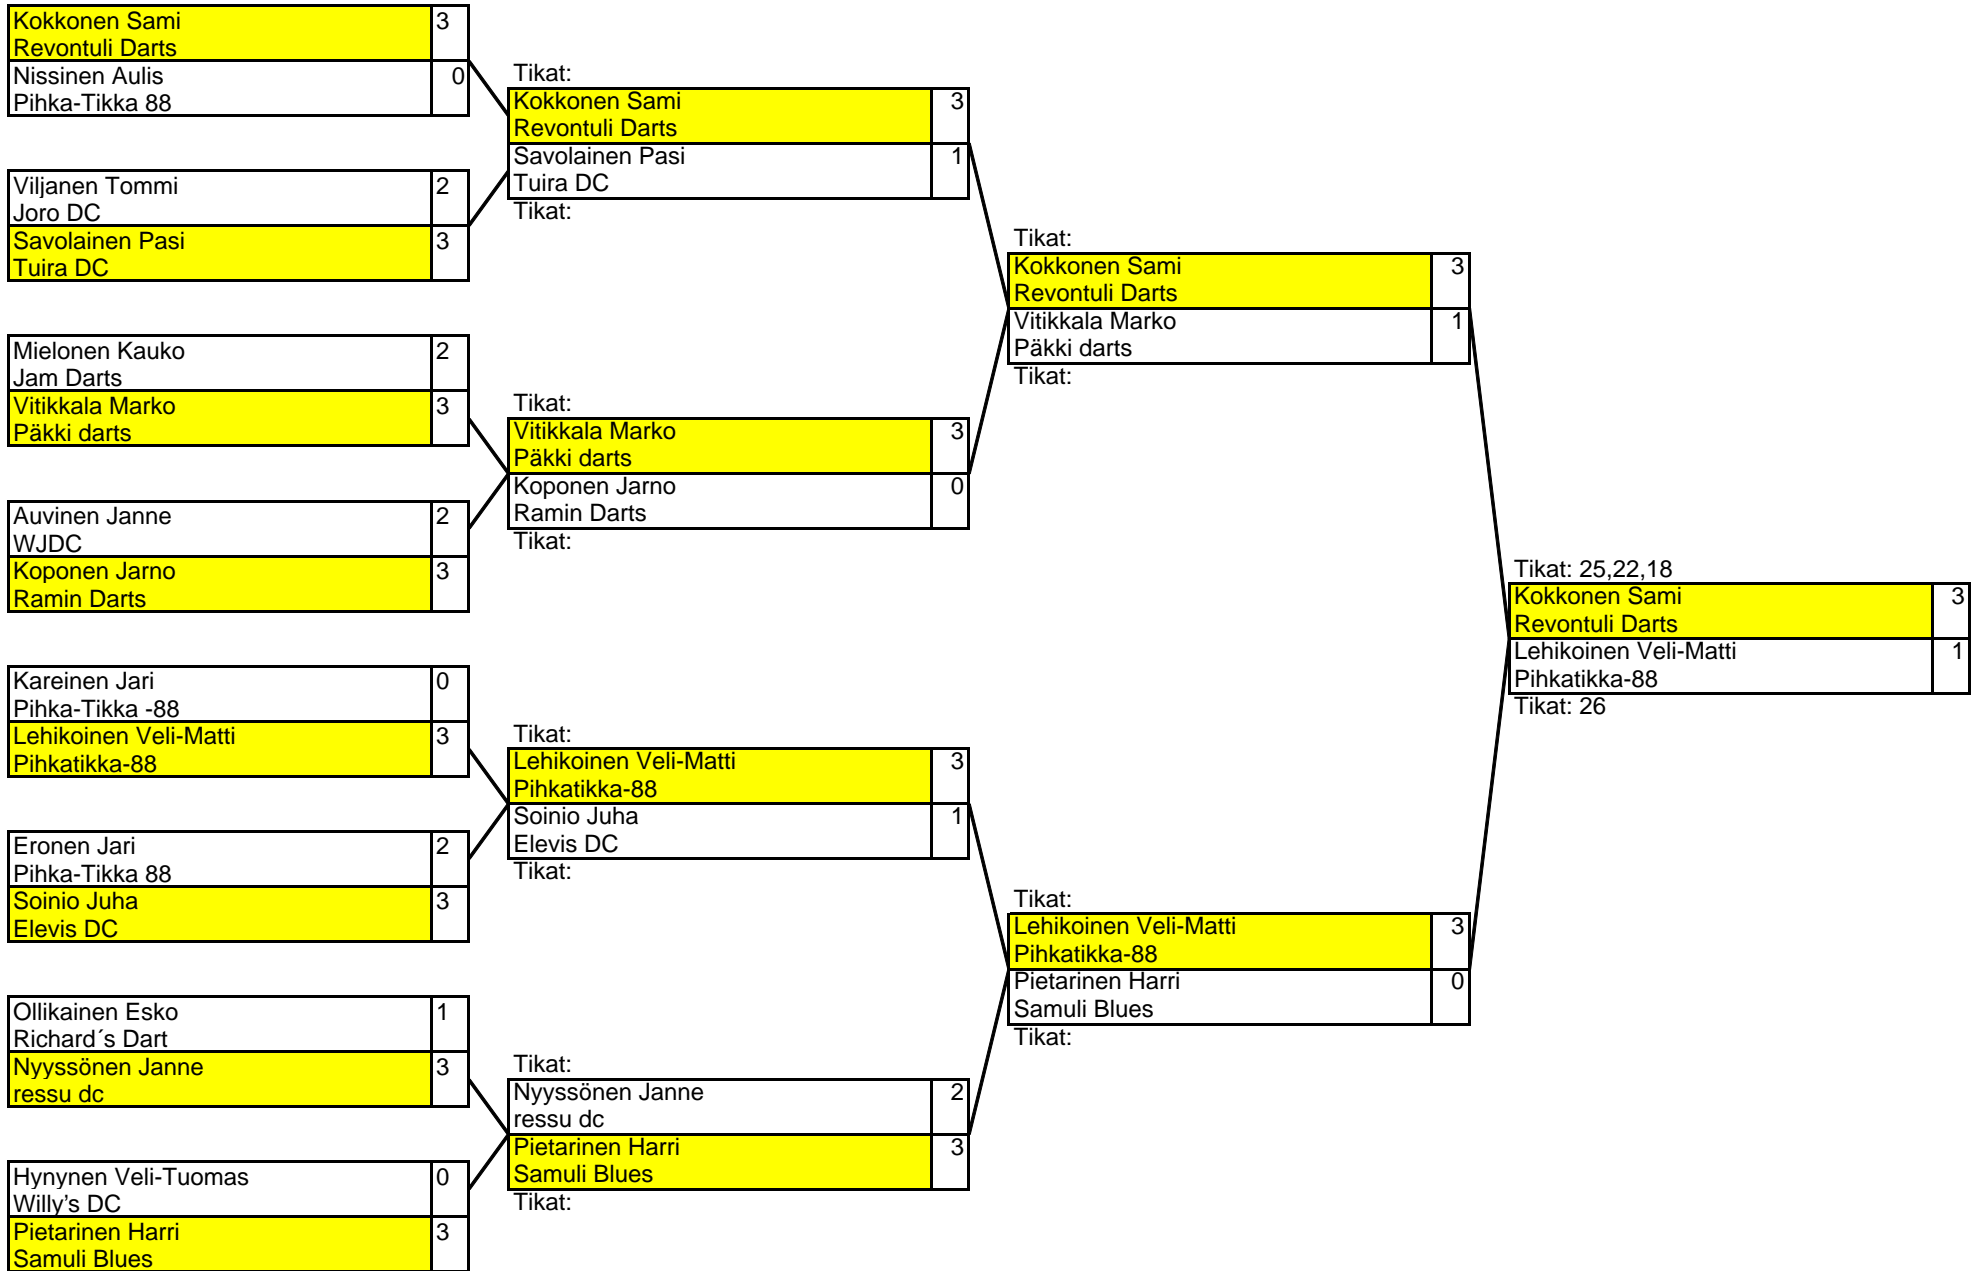 Kokkonen Sami 3
Revontuli Darts
Nissinen Aulis 0
Pihka-Tikka 88
Viljanen Tommi 2
Joro DC
Savolainen Pasi 3
Tuira DC
Mielonen Kauko 2
Jam Darts
Vitikkala Marko 3
Päkki darts
Auvinen Janne 2
WJDC
Koponen Jarno 3
Ramin Darts
Kareinen Jari 0
Pihka-Tikka -88
Lehikoinen Veli-Matti 3
Pihkatikka-88
Eronen Jari 2
Pihka-Tikka 88
Soinio Juha 3
Elevis DC
Ollikainen Esko 1
Richard´s Dart
Nyyssönen Janne 3
ressu dc
Hynynen Veli-Tuomas 0
Willy’s DC
Pietarinen Harri 3
Samuli Blues
Tikat:
Kokkonen Sami 3
Revontuli Darts
Savolainen Pasi 1
Tuira DC
Tikat:
Tikat:
Vitikkala Marko 3
Päkki darts
Koponen Jarno 0
Ramin Darts
Tikat:
Tikat:
Lehikoinen Veli-Matti 3
Pihkatikka-88
Soinio Juha 1
Elevis DC
Tikat:
Tikat:
Nyyssönen Janne 2
ressu dc
Pietarinen Harri 3
Samuli Blues
Tikat:
Tikat:
Kokkonen Sami 3
Revontuli Darts
Vitikkala Marko 1
Päkki darts
Tikat:
Tikat:
Lehikoinen Veli-Matti 3
Pihkatikka-88
Pietarinen Harri 0
Samuli Blues
Tikat:
Tikat: 25,22,18
Kokkonen Sami 3
Revontuli Darts
Lehikoinen Veli-Matti 1
Pihkatikka-88
Tikat: 26